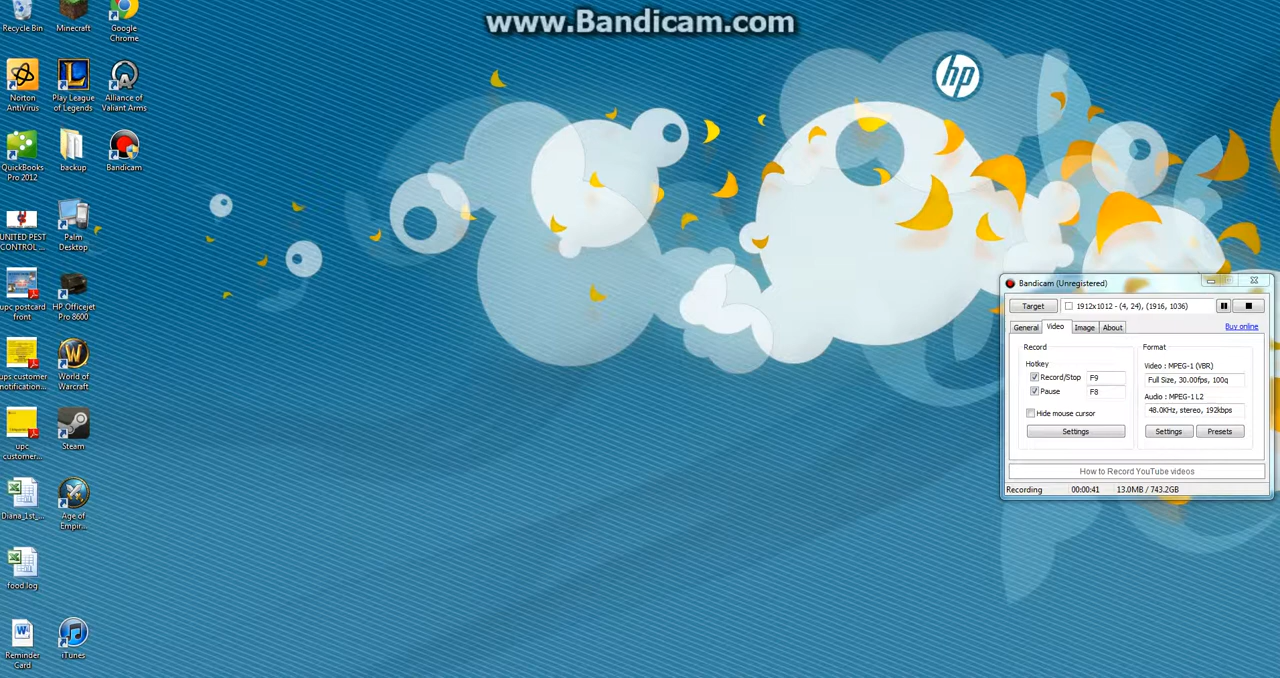 www.Bandicam.com
Recycle Bin
Minecraft
Google
Chrome
hp
Norton
AntiVirus
Play League
of Legends
Alliance of
Valiant Arms
QuickBooks
Pro 2012
backup
Bandicam
UNITED PEST
CONTROL ...
Palm
Desktop
upc postcard
front
HP Officejet
Pro 8600
ups customer
notification...
World of
Warcraft
upc
customer...
Steam
Diana_1st_...
Age of
Empir...
food.log
Reminder
Card
iTunes
Bandicam (Unregistered)
Target
1912x1012 - (4, 24), (1916, 1036)
General
Video
Image
About
Buy online
Record
Hotkey
Record/Stop
F9
Pause
F8
Hide mouse cursor
Settings
Format
Video : MPEG-1 (VBR)
Full Size, 30.00fps, 100q
Audio : MPEG-1 L2
48.0KHz, stereo, 192kbps
Settings
Presets
How to Record YouTube videos
Recording
00:00:41
13.0MB / 743.2GB